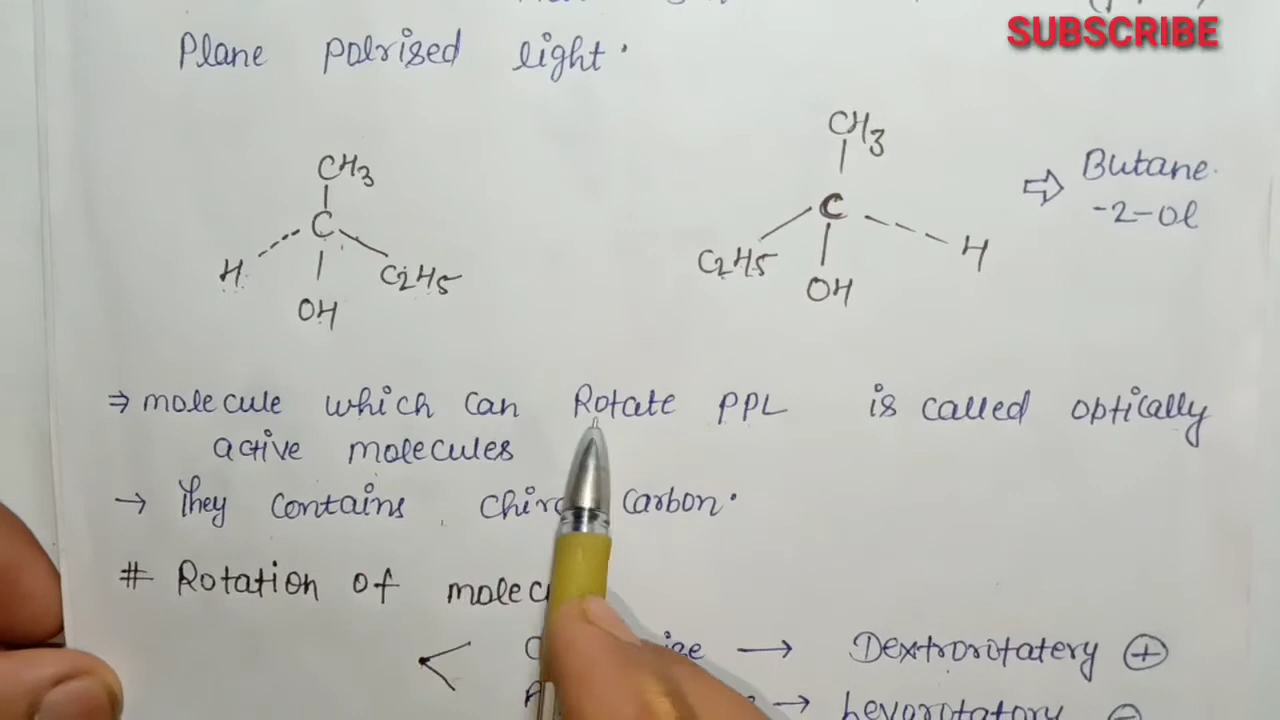 SUBSCRIBE
Plane polrised light.
CH3
C
H
OH
C2H5
CH3
C
C2H5
OH
H
⇒ Butane
-2-Ol
⇒ molecule which can Rotate PPL is called optically
active molecules
→ They contains carbon.
# Rotation of
→ Dextrorotatery ⊕
→ levorotatory